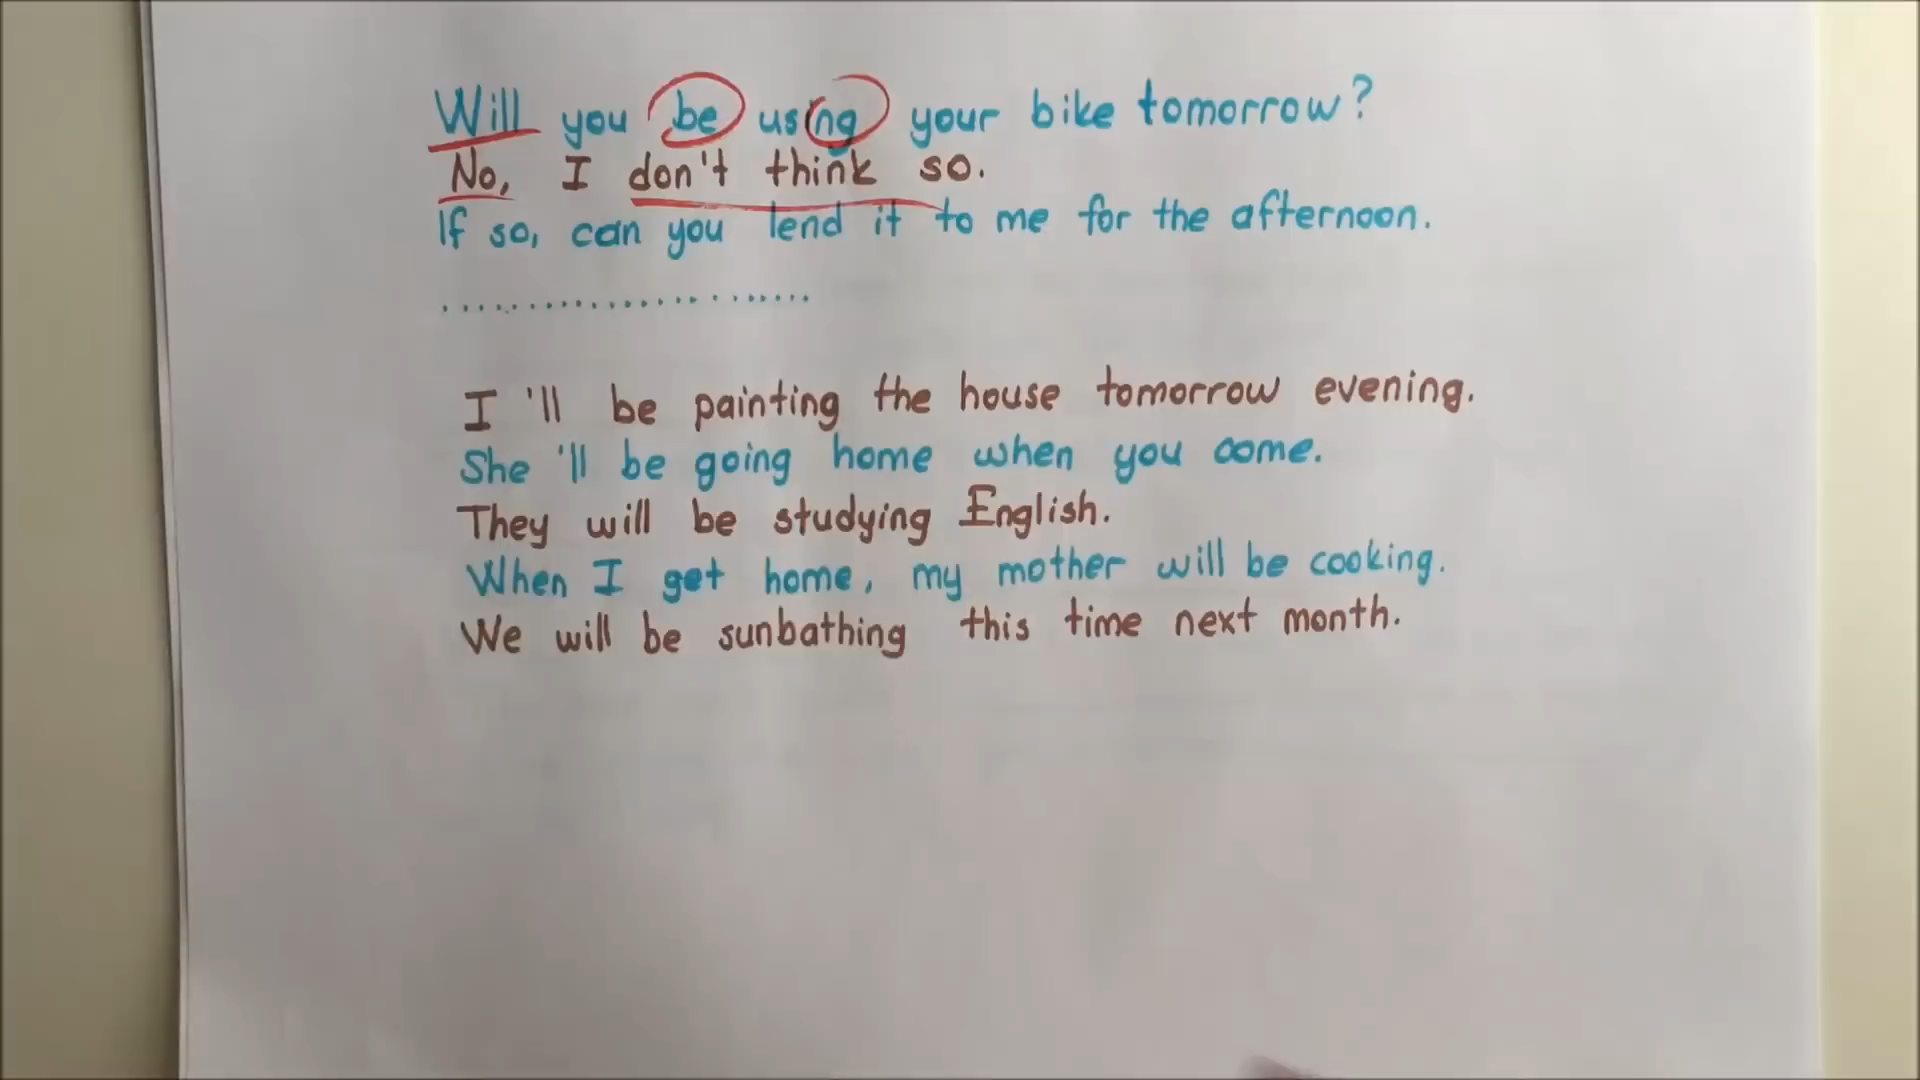 Will you be using your bike tomorrow?
No, I don't think so.
If so, can you lend it to me for the afternoon.
.......................
I 'll be painting the house tomorrow evening.
She 'll be going home when you come.
They will be studying English.
When I get home, my mother will be cooking.
We will be sunbathing this time next month.